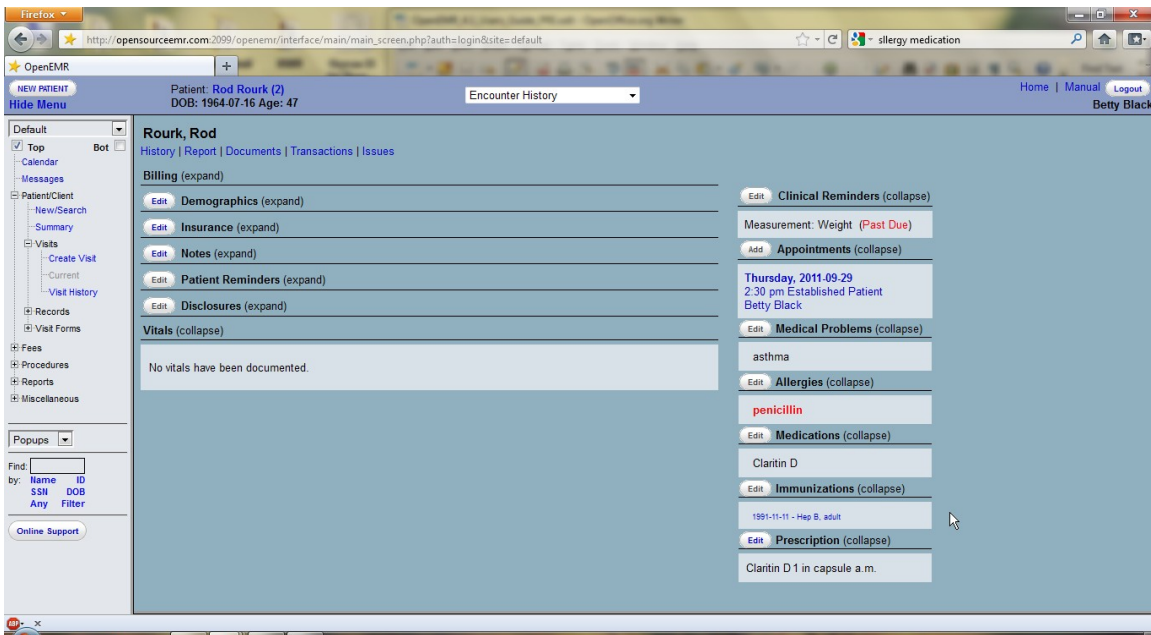 Firefox
http://opensourceemr.com:2099/openemr/interface/main/main_screen.php?auth=login&site=default
sllergy medication
OpenEMR
NEW PATIENT
Hide Menu
Patient: Rod Rourk (2)
DOB: 1964-07-16 Age: 47
Encounter History
Home | Manual Logout
Betty Black
Default
Top Bot
Calendar
Messages
Patient/Client
New/Search
Summary
Visits
Create Visit
Current
Visit History
Records
Visit Forms
Fees
Procedures
Reports
Miscellaneous
Popups
Find:
by: Name ID
SSN DOB
Any Filter
Online Support
Rourk, Rod
History | Report | Documents | Transactions | Issues
Billing (expand)
Edit Demographics (expand)
Edit Insurance (expand)
Edit Notes (expand)
Edit Patient Reminders (expand)
Edit Disclosures (expand)
Vitals (collapse)
No vitals have been documented.
Edit Clinical Reminders (collapse)
Measurement: Weight (Past Due)
Add Appointments (collapse)
Thursday, 2011-09-29
2:30 pm Established Patient
Betty Black
Edit Medical Problems (collapse)
asthma
Edit Allergies (collapse)
penicillin
Edit Medications (collapse)
Claritin D
Edit Immunizations (collapse)
1991-11-11 - Hep B, adult
Edit Prescription (collapse)
Claritin D 1 in capsule a.m.
ABP